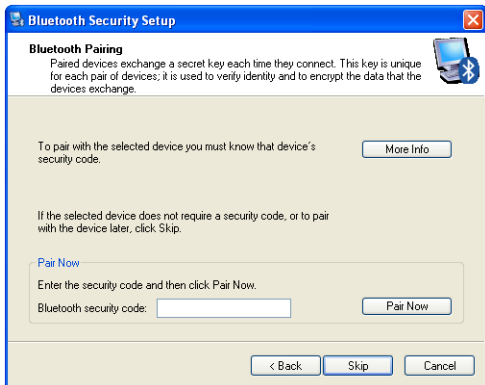 Bluetooth Security Setup
Bluetooth Pairing
Paired devices exchange a secret key each time they connect. This key is unique
for each pair of devices; it is used to verify identity and to encrypt the data that the
devices exchange.
To pair with the selected device you must know that device's
security code.
More Info
If the selected device does not require a security code, or to pair
with the device later, click Skip.
Pair Now
Enter the security code and then click Pair Now.
Bluetooth security code:
Pair Now
< Back
Skip
Cancel